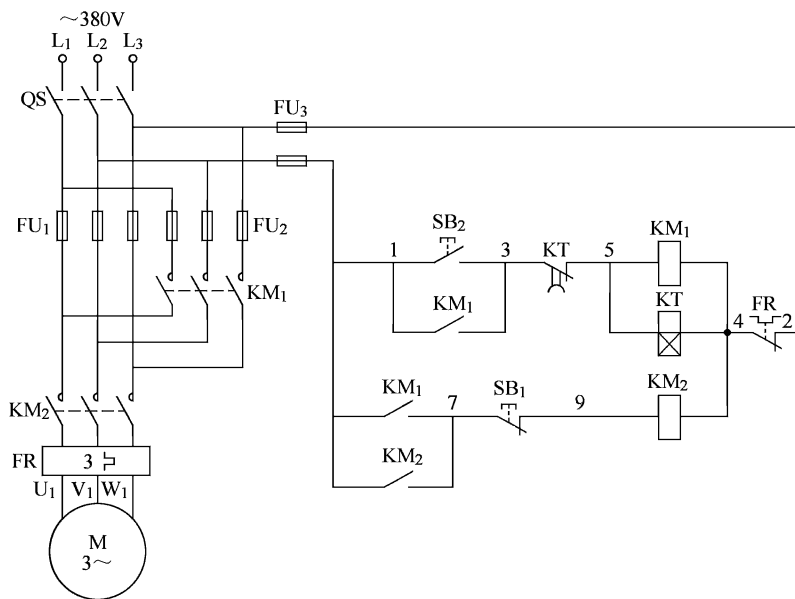 ～380V
L₁ L₂ L₃
QS
FU₃
FU₁
FU₂
SB₂
KM₁
1
3
KT
5
KM₁
KM₁
KT
FR
4
2
KM₂
KM₁
7
SB₁
9
KM₂
FR
3
KM₂
U₁ V₁ W₁
M
3～